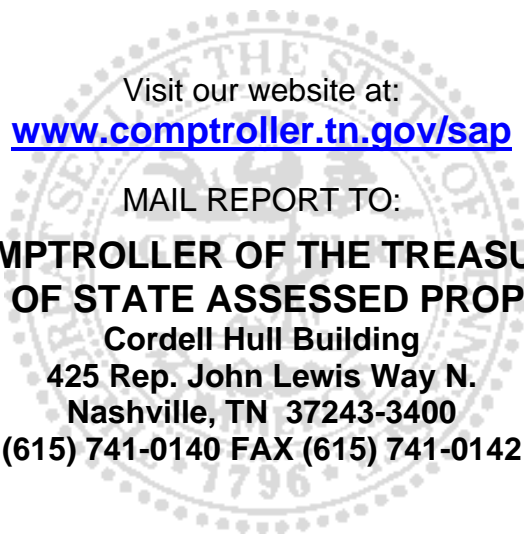 Visit our website at:
www.comptroller.tn.gov/sap
MAIL REPORT TO:
MPTROLLER OF THE TREASU
OF STATE ASSESSED PROP
Cordell Hull Building
425 Rep. John Lewis Way N.
Nashville, TN 37243-3400
(615) 741-0140 FAX (615) 741-0142
1796